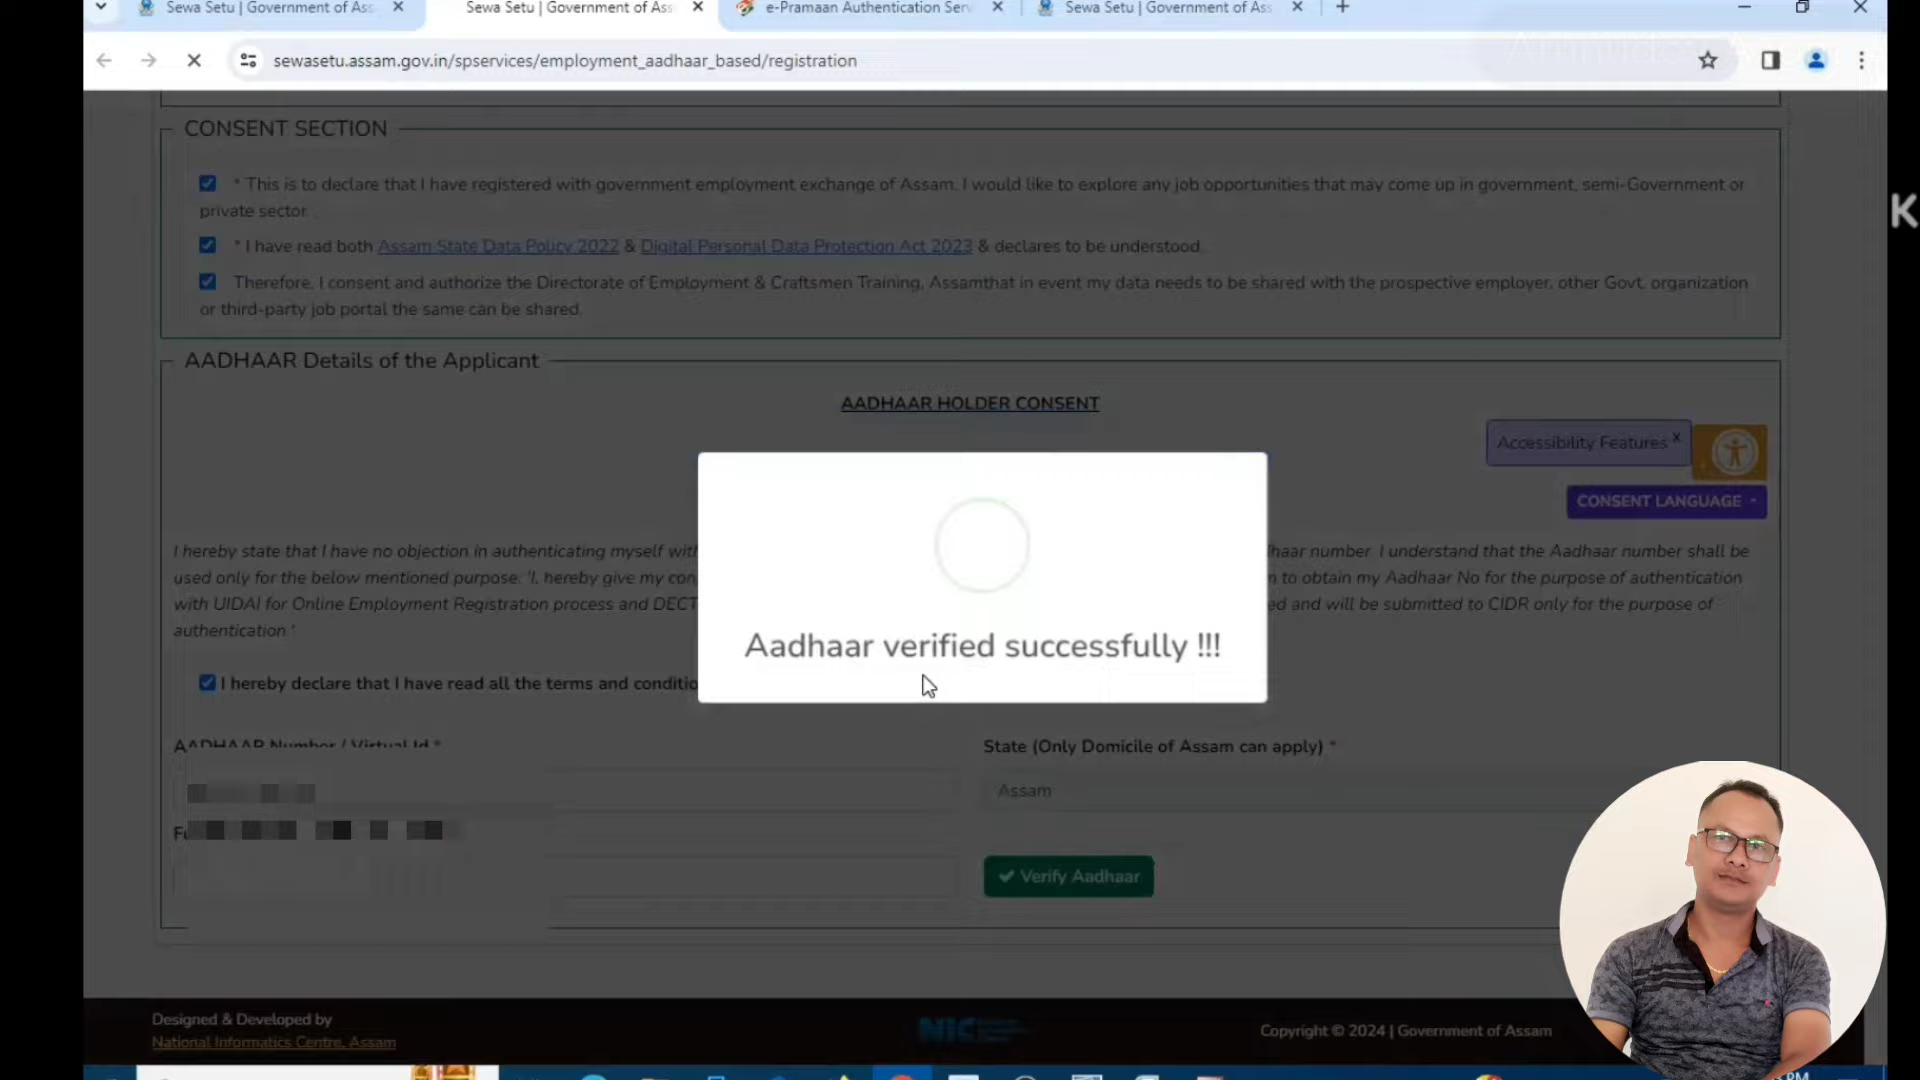 Sewa Setu | Government of Ass
Sewa Setu | Government of Ass
e-Pramaan Authentication Serv
Sewa Setu | Government of Ass
sewasetu.assam.gov.in/spservices/employment_aadhaar_based/registration
CONSENT SECTION
* This is to declare that I have registered with government employment exchange of Assam. I would like to explore any job opportunities that may come up in government, semi-Government or
private sector.
* I have read both Assam State Data Policy 2022 & Digital Personal Data Protection Act 2023 & declares to be understood.
Therefore, I consent and authorize the Directorate of Employment & Craftsmen Training, Assamthat in event my data needs to be shared with the prospective employer, other Govt. organization
or third-party job portal the same can be shared.
AADHAAR Details of the Applicant
AADHAAR HOLDER CONSENT
Accessibility Features x
CONSENT LANGUAGE
I hereby state that I have no objection in authenticating myself with haar number. I understand that the Aadhaar number shall be
used only for the below mentioned purpose. 'I, hereby give my con n to obtain my Aadhaar No for the purpose of authentication
with UIDAI for Online Employment Registration process and DECT ed and will be submitted to CIDR only for the purpose of
authentication.'
Aadhaar verified successfully !!!
I hereby declare that I have read all the terms and conditio
AADHAAR Number / Virtual Id *
State (Only Domicile of Assam can apply) *
Assam
Verify Aadhaar
Designed & Developed by
National Informatics Centre, Assam
NIC
Copyright © 2024 | Government of Assam
PM
K